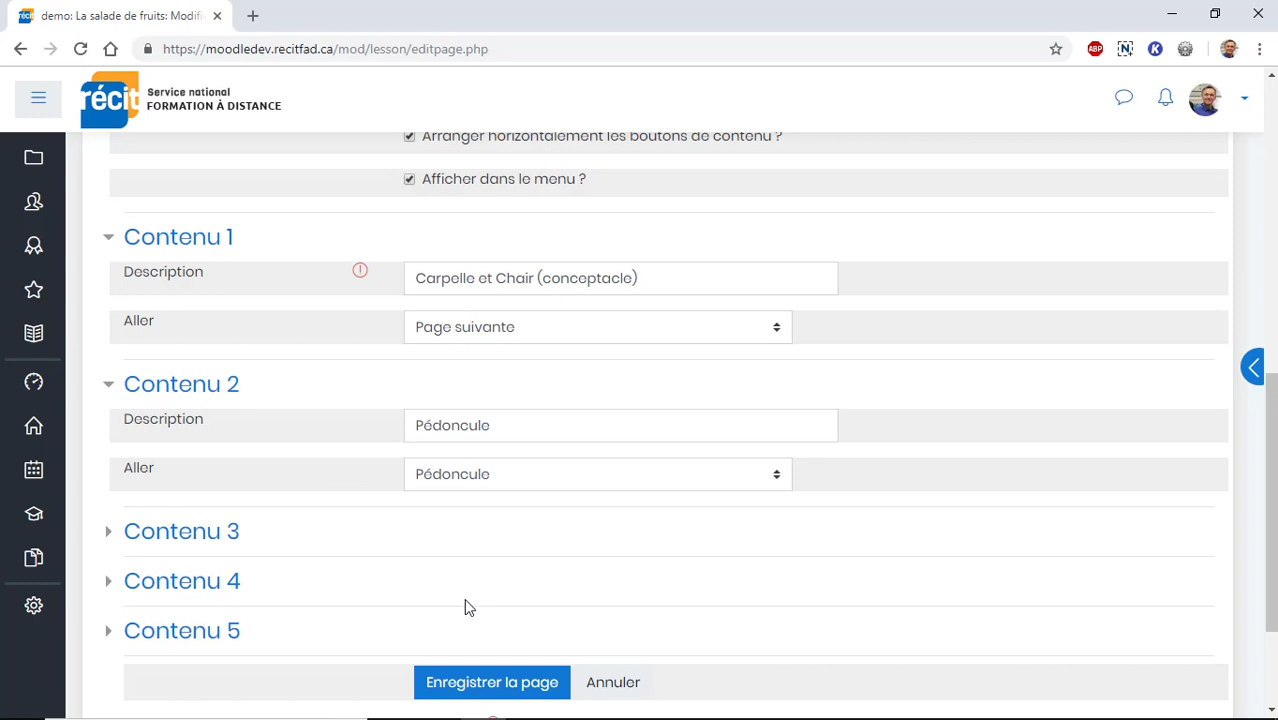 demo: La salade de fruits: Modifi
https://moodledev.recitfad.ca/mod/lesson/editpage.php
ABP
N
K
récit
Service national
FORMATION À DISTANCE
Arranger horizontalement les boutons de contenu ?
Afficher dans le menu ?
Contenu 1
Description
Carpelle et Chair (conceptacle)
Aller
Page suivante
Contenu 2
Description
Pédoncule
Aller
Pédoncule
Contenu 3
Contenu 4
Contenu 5
Enregistrer la page
Annuler